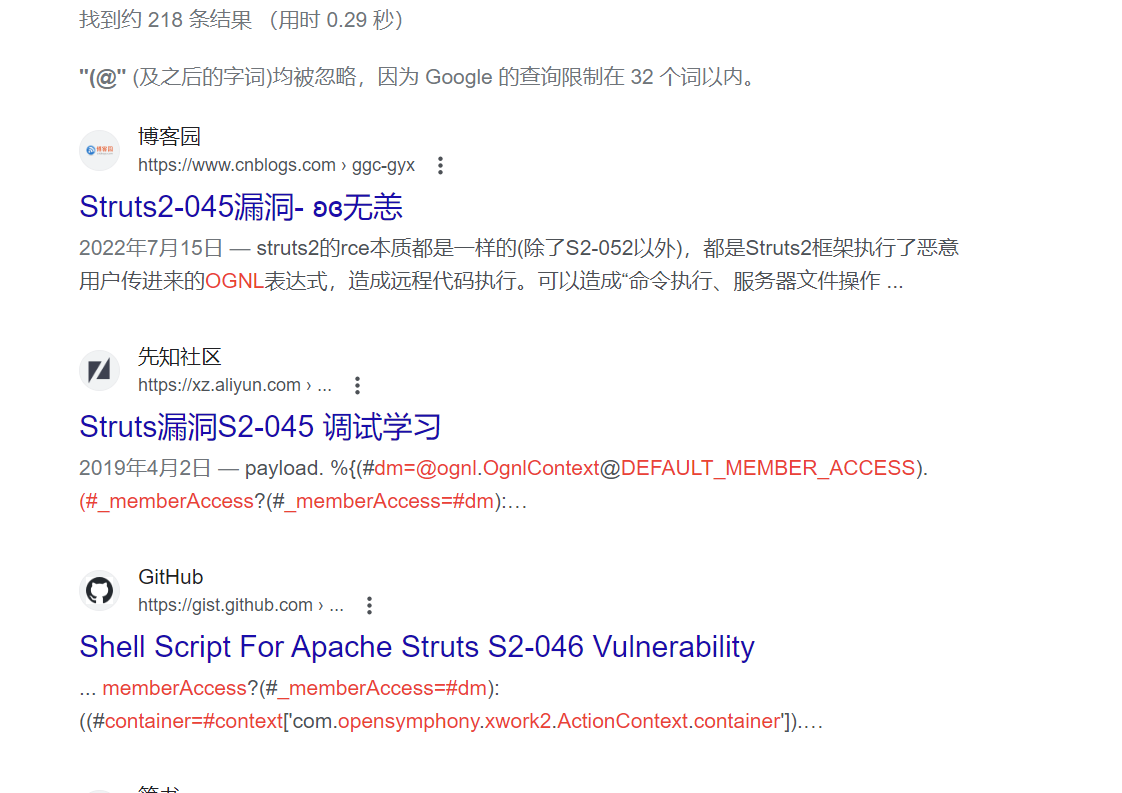 找到约 218 条结果 （用时 0.29 秒）
"(@" (及之后的字词)均被忽略，因为 Google 的查询限制在 32 个词以内。
博客园
博客园
https://www.cnblogs.com › ggc-gyx
Struts2-045漏洞- ʚɞ无恙
2022年7月15日 — struts2的rce本质都是一样的(除了S2-052以外)，都是Struts2框架执行了恶意
用户传进来的OGNL表达式，造成远程代码执行。可以造成“命令执行、服务器文件操作 ...
先知社区
https://xz.aliyun.com › ...
Struts漏洞S2-045 调试学习
2019年4月2日 — payload. %{(#dm=@ognl.OgnlContext@DEFAULT_MEMBER_ACCESS).
(#_memberAccess?(#_memberAccess=#dm):…
GitHub
https://gist.github.com › ...
Shell Script For Apache Struts S2-046 Vulnerability
... memberAccess?(#_memberAccess=#dm):
((#container=#context['com.opensymphony.xwork2.ActionContext.container'])….